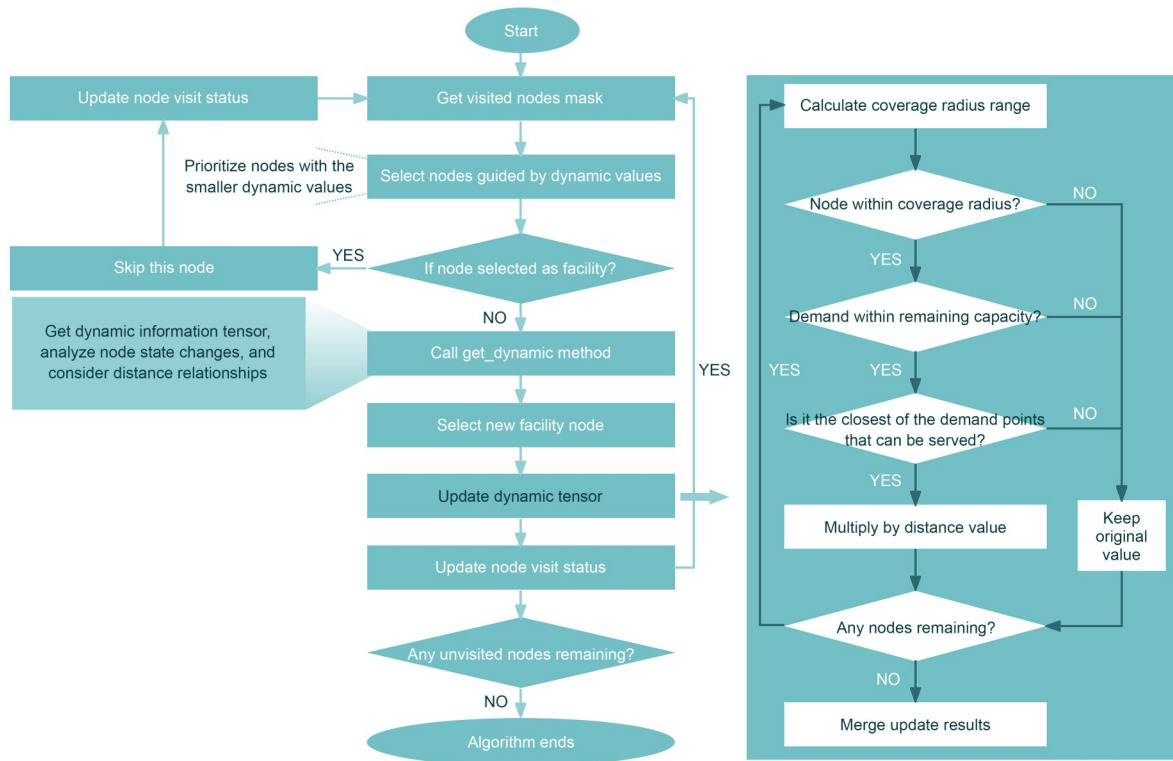 Start
Update node visit status
Get visited nodes mask
Prioritize nodes with the
smaller dynamic values
Select nodes guided by dynamic values
Skip this node
YES
If node selected as facility?
NO
Get dynamic information tensor,
analyze node state changes, and
consider distance relationships
Call get_dynamic method
YES
Select new facility node
Update dynamic tensor
Update node visit status
Any unvisited nodes remaining?
NO
Algorithm ends
Calculate coverage radius range
Node within coverage radius?
NO
YES
Demand within remaining capacity?
NO
YES
YES
Is it the closest of the demand points
that can be served?
NO
YES
Multiply by distance value
Keep
original
value
Any nodes remaining?
NO
Merge update results